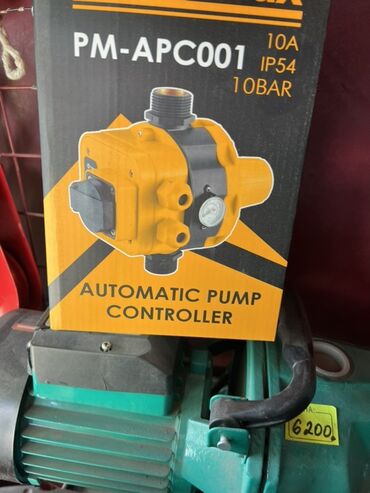 PM-APC001
10A
IP54
10BAR
AUTOMATIC PUMP
CONTROLLER
6200